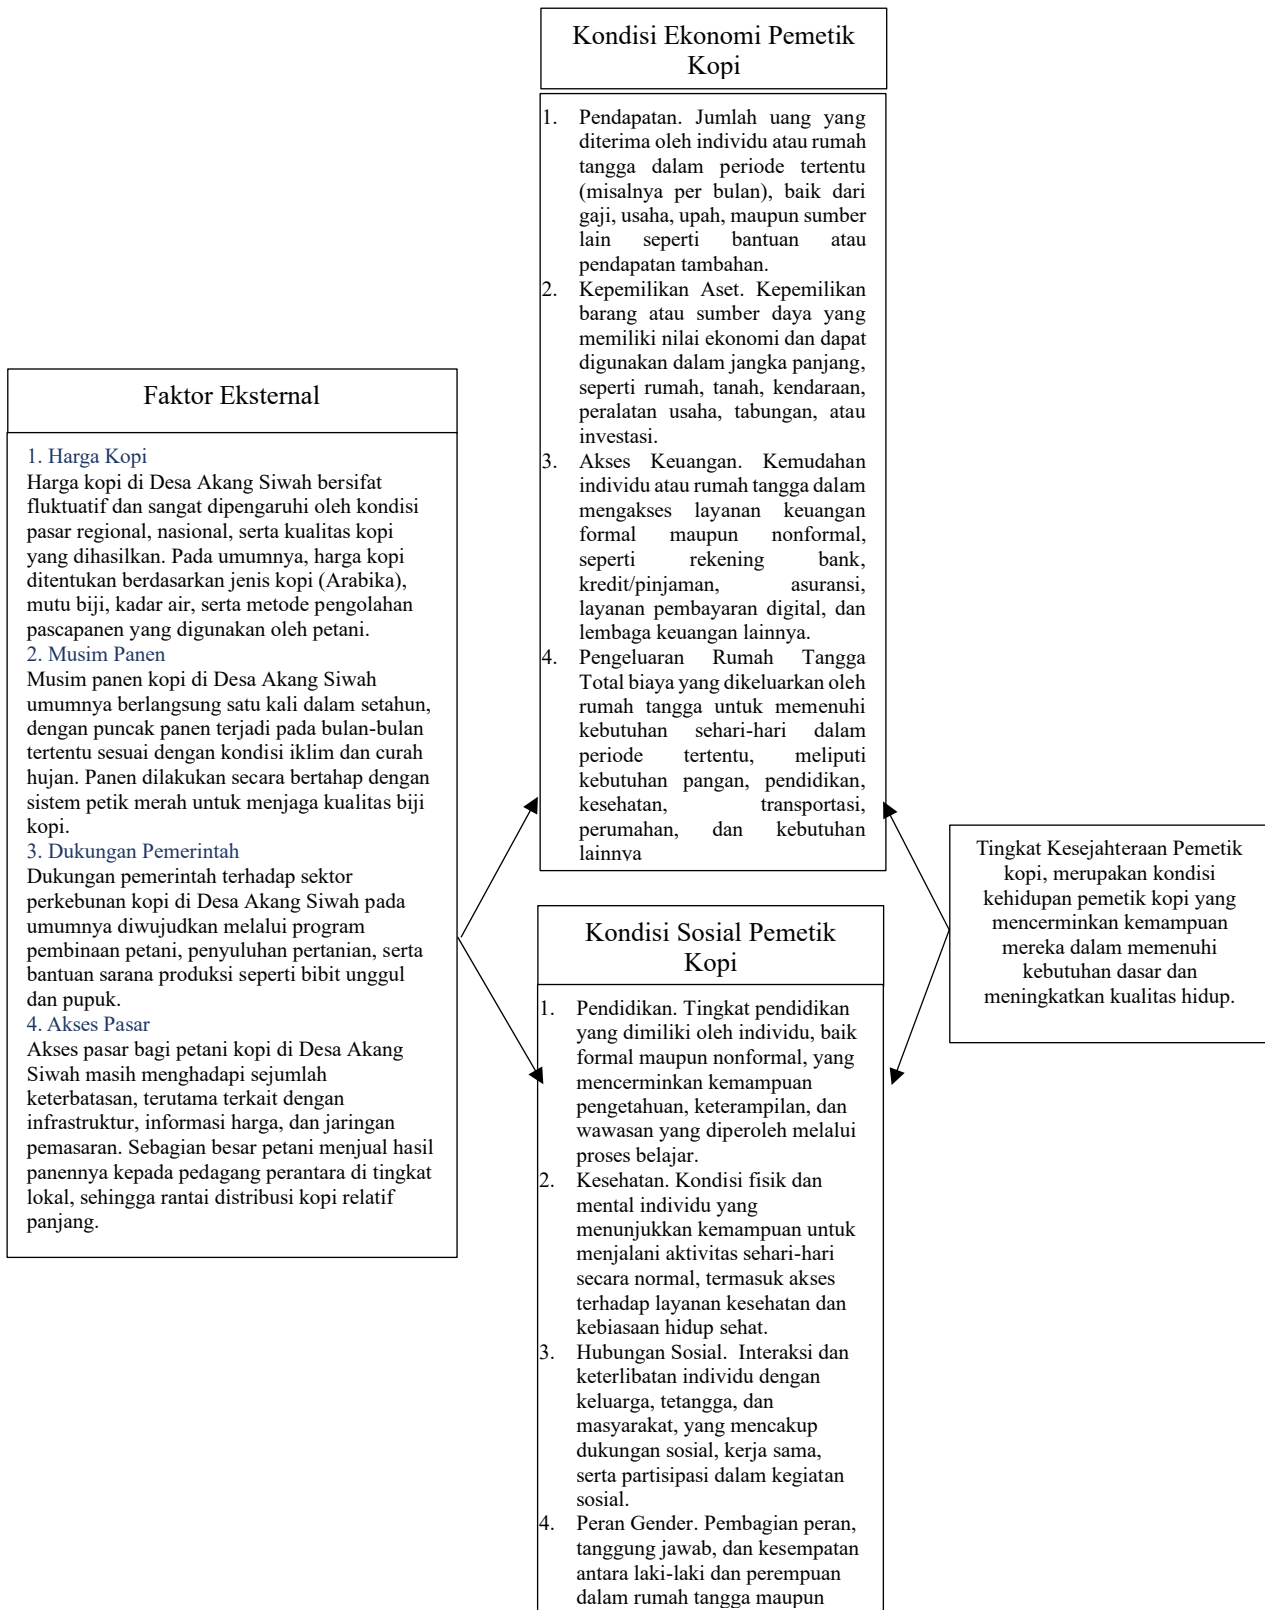 Kondisi Ekonomi Pemetik
Kopi
1. Pendapatan. Jumlah uang yang
diterima oleh individu atau rumah
tangga dalam periode tertentu
(misalnya per bulan), baik dari
gaji, usaha, upah, maupun sumber
lain seperti bantuan atau
pendapatan tambahan.
2. Kepemilikan Aset. Kepemilikan
barang atau sumber daya yang
memiliki nilai ekonomi dan dapat
digunakan dalam jangka panjang,
seperti rumah, tanah, kendaraan,
peralatan usaha, tabungan, atau
investasi.
3. Akses Keuangan. Kemudahan
individu atau rumah tangga dalam
mengakses layanan keuangan
formal maupun nonformal,
seperti rekening bank,
kredit/pinjaman, asuransi,
layanan pembayaran digital, dan
lembaga keuangan lainnya.
4. Pengeluaran Rumah Tangga
Total biaya yang dikeluarkan oleh
rumah tangga untuk memenuhi
kebutuhan sehari-hari dalam
periode tertentu, meliputi
kebutuhan pangan, pendidikan,
kesehatan, transportasi,
perumahan, dan kebutuhan
lainnya
Faktor Eksternal
1. Harga Kopi
Harga kopi di Desa Akang Siwah bersifat
fluktuatif dan sangat dipengaruhi oleh kondisi
pasar regional, nasional, serta kualitas kopi
yang dihasilkan. Pada umumnya, harga kopi
ditentukan berdasarkan jenis kopi (Arabika),
mutu biji, kadar air, serta metode pengolahan
pascapanen yang digunakan oleh petani.
2. Musim Panen
Musim panen kopi di Desa Akang Siwah
umumnya berlangsung satu kali dalam setahun,
dengan puncak panen terjadi pada bulan-bulan
tertentu sesuai dengan kondisi iklim dan curah
hujan. Panen dilakukan secara bertahap dengan
sistem petik merah untuk menjaga kualitas biji
kopi.
3. Dukungan Pemerintah
Dukungan pemerintah terhadap sektor
perkebunan kopi di Desa Akang Siwah pada
umumnya diwujudkan melalui program
pembinaan petani, penyuluhan pertanian, serta
bantuan sarana produksi seperti bibit unggul
dan pupuk.
4. Akses Pasar
Akses pasar bagi petani kopi di Desa Akang
Siwah masih menghadapi sejumlah
keterbatasan, terutama terkait dengan
infrastruktur, informasi harga, dan jaringan
pemasaran. Sebagian besar petani menjual hasil
panennya kepada pedagang perantara di tingkat
lokal, sehingga rantai distribusi kopi relatif
panjang.
Tingkat Kesejahteraan Pemetik
kopi, merupakan kondisi
kehidupan pemetik kopi yang
mencerminkan kemampuan
mereka dalam memenuhi
kebutuhan dasar dan
meningkatkan kualitas hidup.
Kondisi Sosial Pemetik
Kopi
1. Pendidikan. Tingkat pendidikan
yang dimiliki oleh individu, baik
formal maupun nonformal, yang
mencerminkan kemampuan
pengetahuan, keterampilan, dan
wawasan yang diperoleh melalui
proses belajar.
2. Kesehatan. Kondisi fisik dan
mental individu yang
menunjukkan kemampuan untuk
menjalani aktivitas sehari-hari
secara normal, termasuk akses
terhadap layanan kesehatan dan
kebiasaan hidup sehat.
3. Hubungan Sosial. Interaksi dan
keterlibatan individu dengan
keluarga, tetangga, dan
masyarakat, yang mencakup
dukungan sosial, kerja sama,
serta partisipasi dalam kegiatan
sosial.
4. Peran Gender. Pembagian peran,
tanggung jawab, dan kesempatan
antara laki-laki dan perempuan
dalam rumah tangga maupun